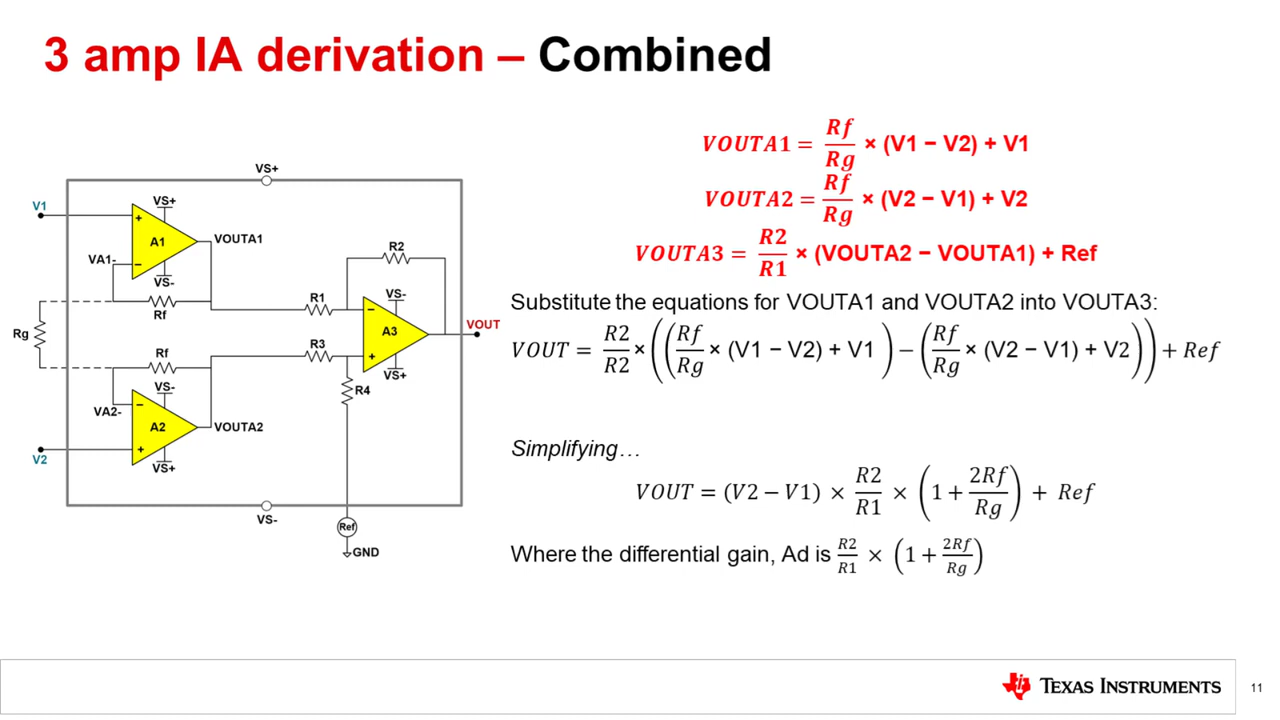 3 amp IA derivation – Combined
VOUTA1 = Rf/Rg × (V1 − V2) + V1
VOUTA2 = Rf/Rg × (V2 − V1) + V2
VOUTA3 = R2/R1 × (VOUTA2 − VOUTA1) + Ref
Substitute the equations for VOUTA1 and VOUTA2 into VOUTA3:
VOUT = R2/R2 × ((Rf/Rg × (V1 − V2) + V1) − (Rf/Rg × (V2 − V1) + V2)) + Ref
Simplifying…
VOUT = (V2 − V1) × R2/R1 × (1 + 2Rf/Rg) + Ref
Where the differential gain, Ad is R2/R1 × (1 + 2Rf/Rg)
VS+
V1
VS+
+
A1
VOUTA1
VA1-
−
VS-
R2
Rf
R1
VS-
−
Rg
A3
VOUT
R3
+
Rf
VS+
VS-
R4
VA2-
−
A2
VOUTA2
+
V2
VS+
VS-
Ref
GND
TEXAS INSTRUMENTS
11